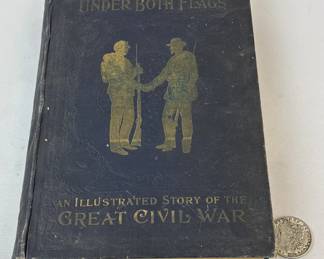 UNDER BOTH FLAGS
AN ILLUSTRATED STORY OF THE
GREAT CIVIL WAR